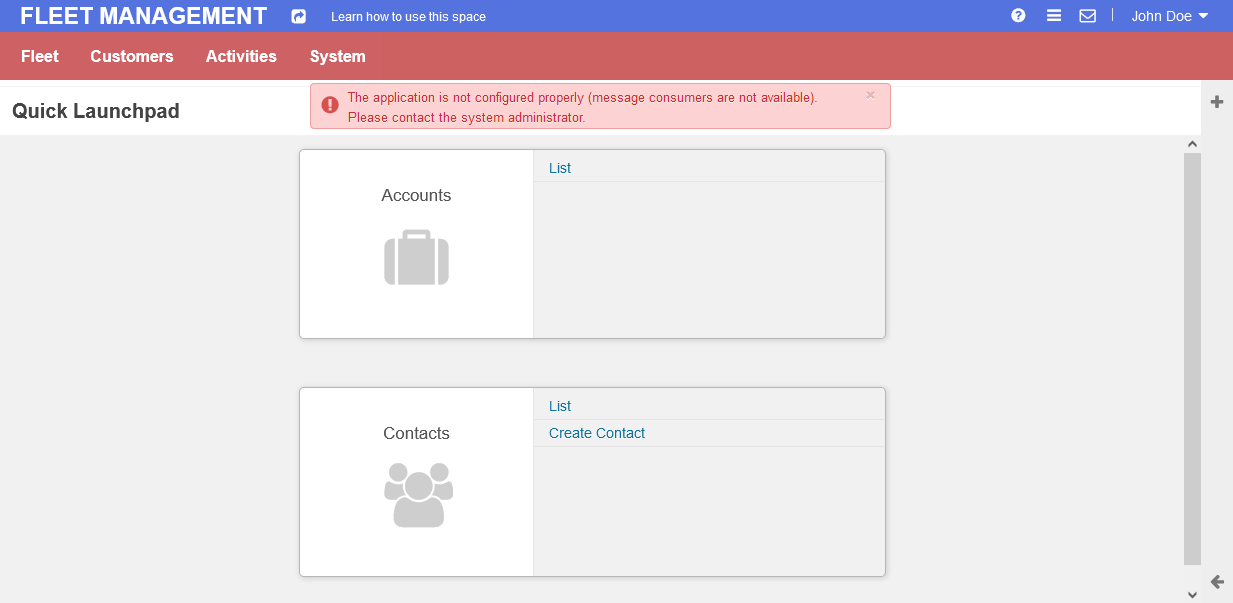 FLEET MANAGEMENT
Learn how to use this space
John Doe
Fleet Customers Activities System
Quick Launchpad
The application is not configured properly (message consumers are not available).
Please contact the system administrator.
Accounts
List
Contacts
List
Create Contact